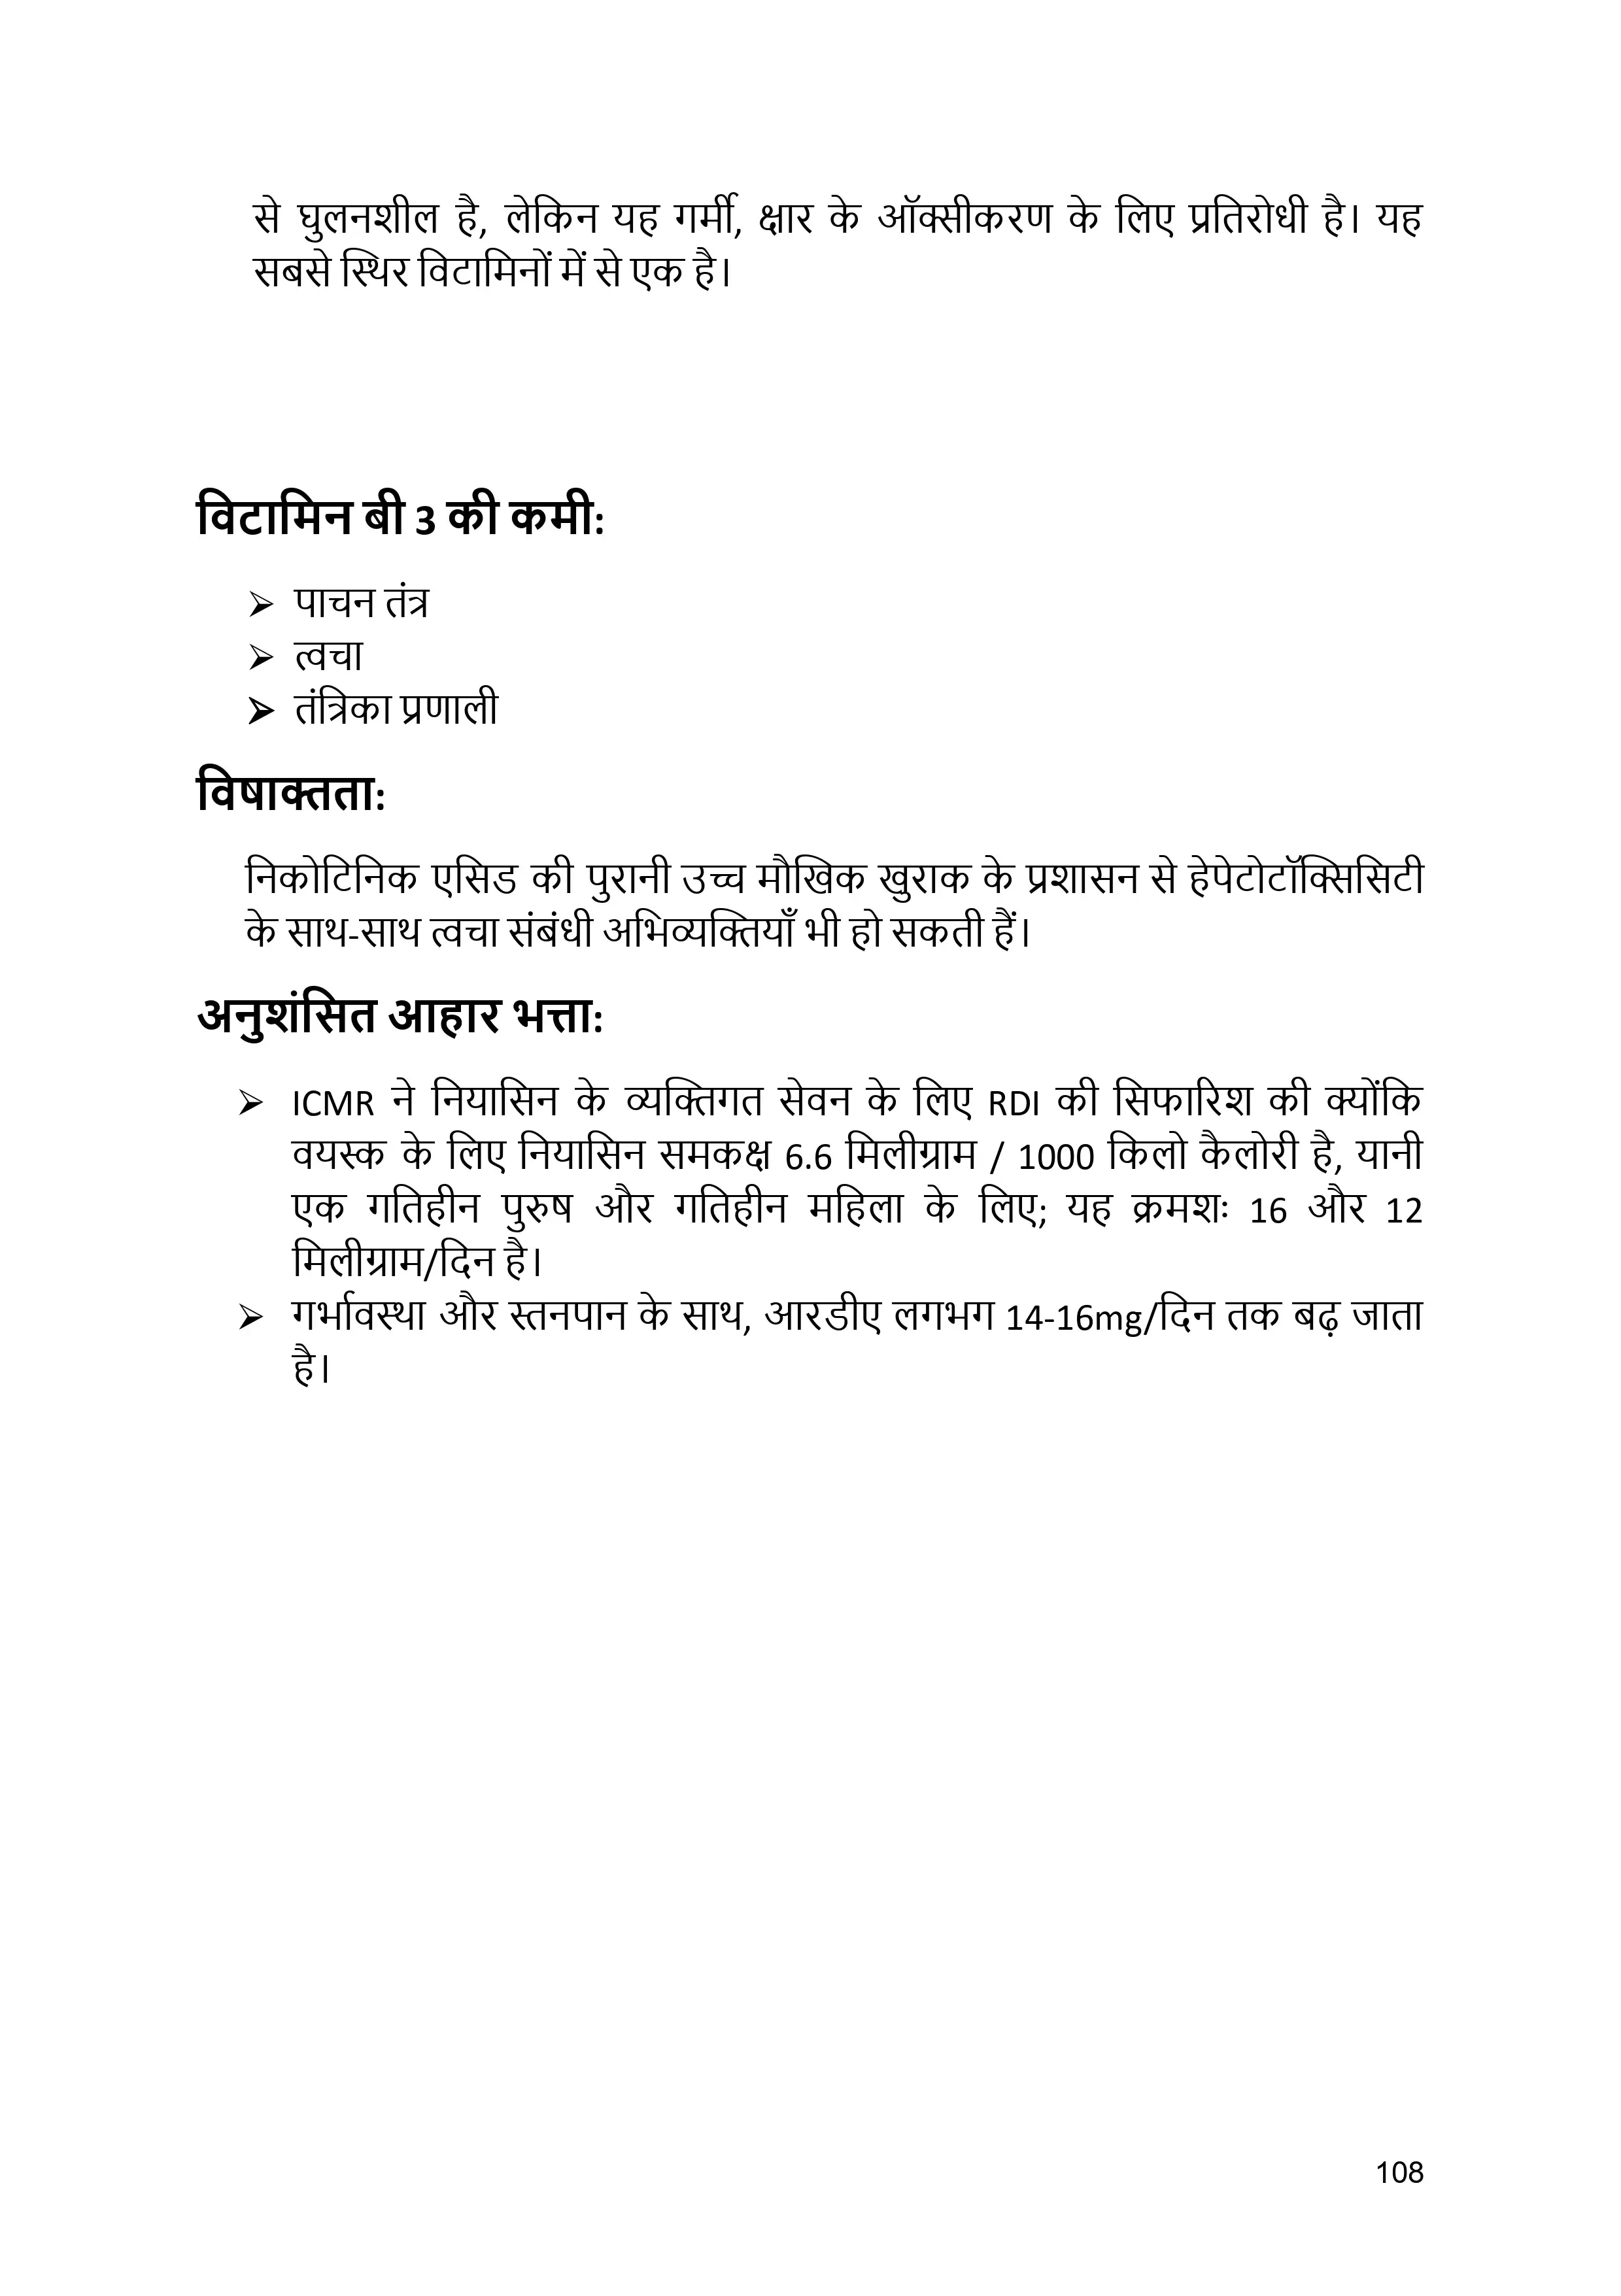 से घुलनशील है, लेकिन यह गर्मी, क्षार के ऑक्सीकरण के लिए प्रतिरोधी है। यह
सबसे स्थिर विटामिनों में से एक है।
विटामिन बी 3 की कमी:
➢ पाचन तंत्र
➢ त्वचा
➢ तंत्रिका प्रणाली
विषाक्तता:
निकोटिनिक एसिड की पुरानी उच्च मौखिक खुराक के प्रशासन से हेपेटोटॉक्सिसिटी
के साथ-साथ त्वचा संबंधी अभिव्यक्तियाँ भी हो सकती हैं।
अनुशंसित आहार भत्ता:
➢ ICMR ने नियासिन के व्यक्तिगत सेवन के लिए RDI की सिफारिश की क्योंकि
वयस्क के लिए नियासिन समकक्ष 6.6 मिलीग्राम / 1000 किलो कैलोरी है, यानी
एक गतिहीन पुरुष और गतिहीन महिला के लिए; यह क्रमशः 16 और 12
मिलीग्राम/दिन है।
➢ गर्भावस्था और स्तनपान के साथ, आरडीए लगभग 14-16mg/दिन तक बढ़ जाता
है।
108